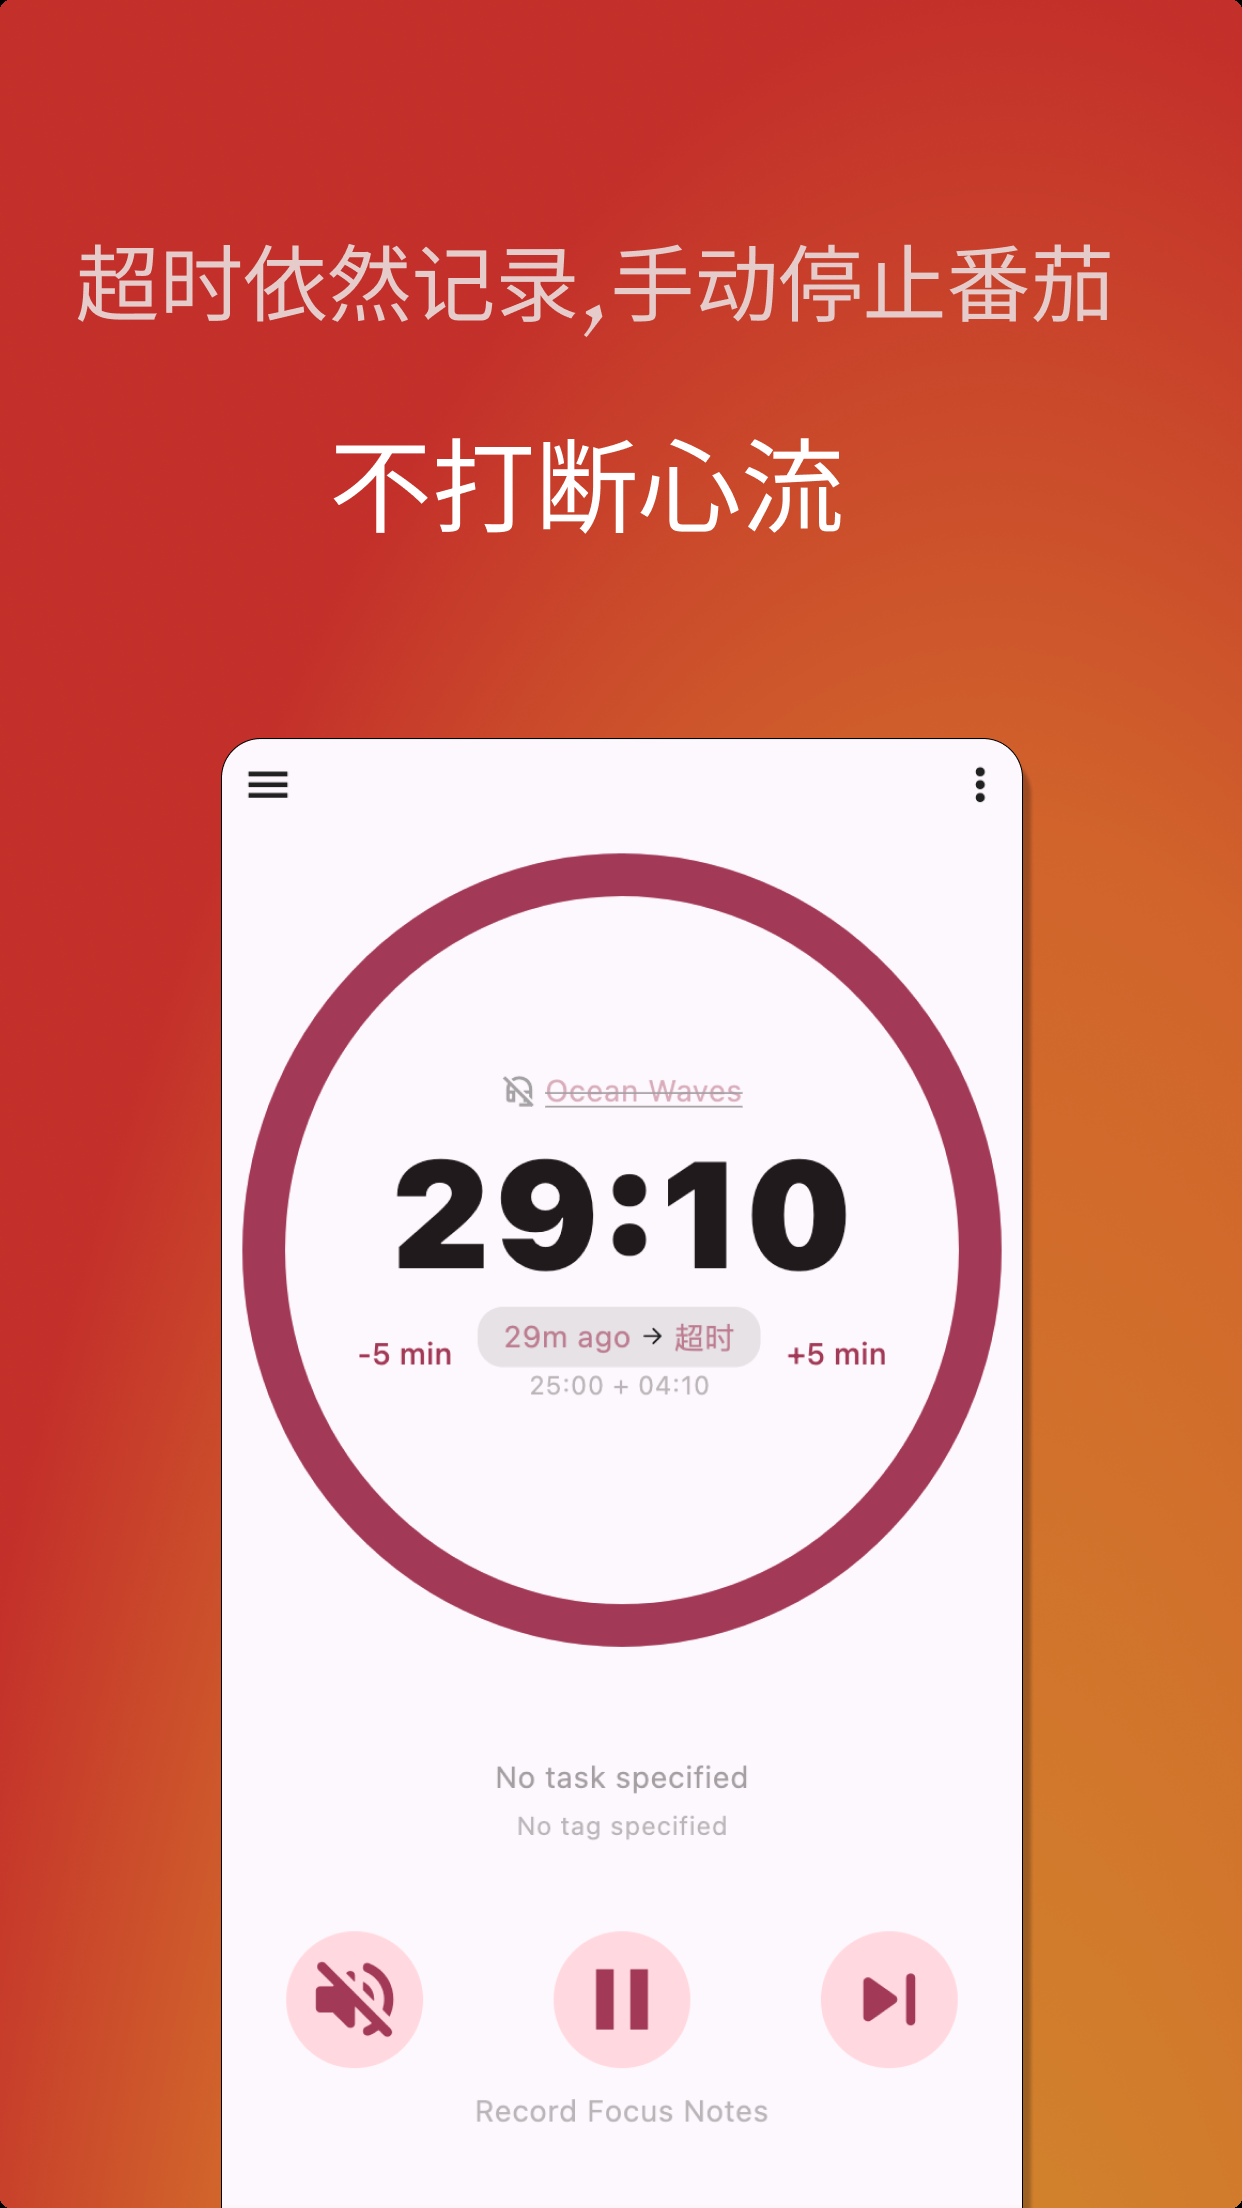 超时依然记录,手动停止番茄
不打断心流
Ocean Waves
29:10
-5 min
29m ago → 超时
+5 min
25:00 + 04:10
No task specified
No tag specified
Record Focus Notes